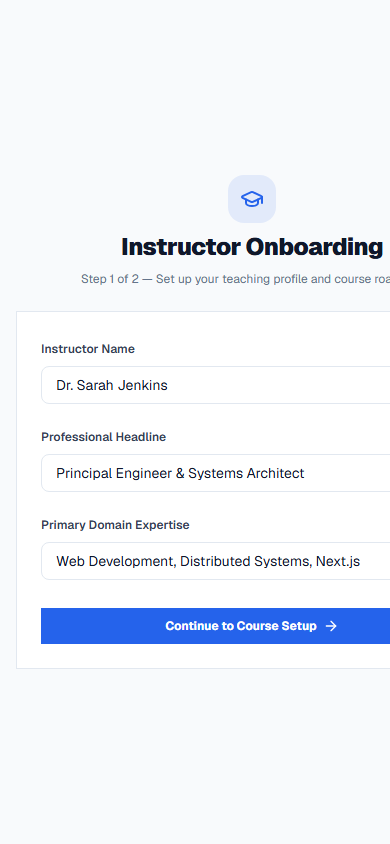 Instructor Onboarding
Step 1 of 2 — Set up your teaching profile and course
Instructor Name
Dr. Sarah Jenkins
Professional Headline
Principal Engineer & Systems Architect
Primary Domain Expertise
Web Development, Distributed Systems, Next.js
Continue to Course Setup